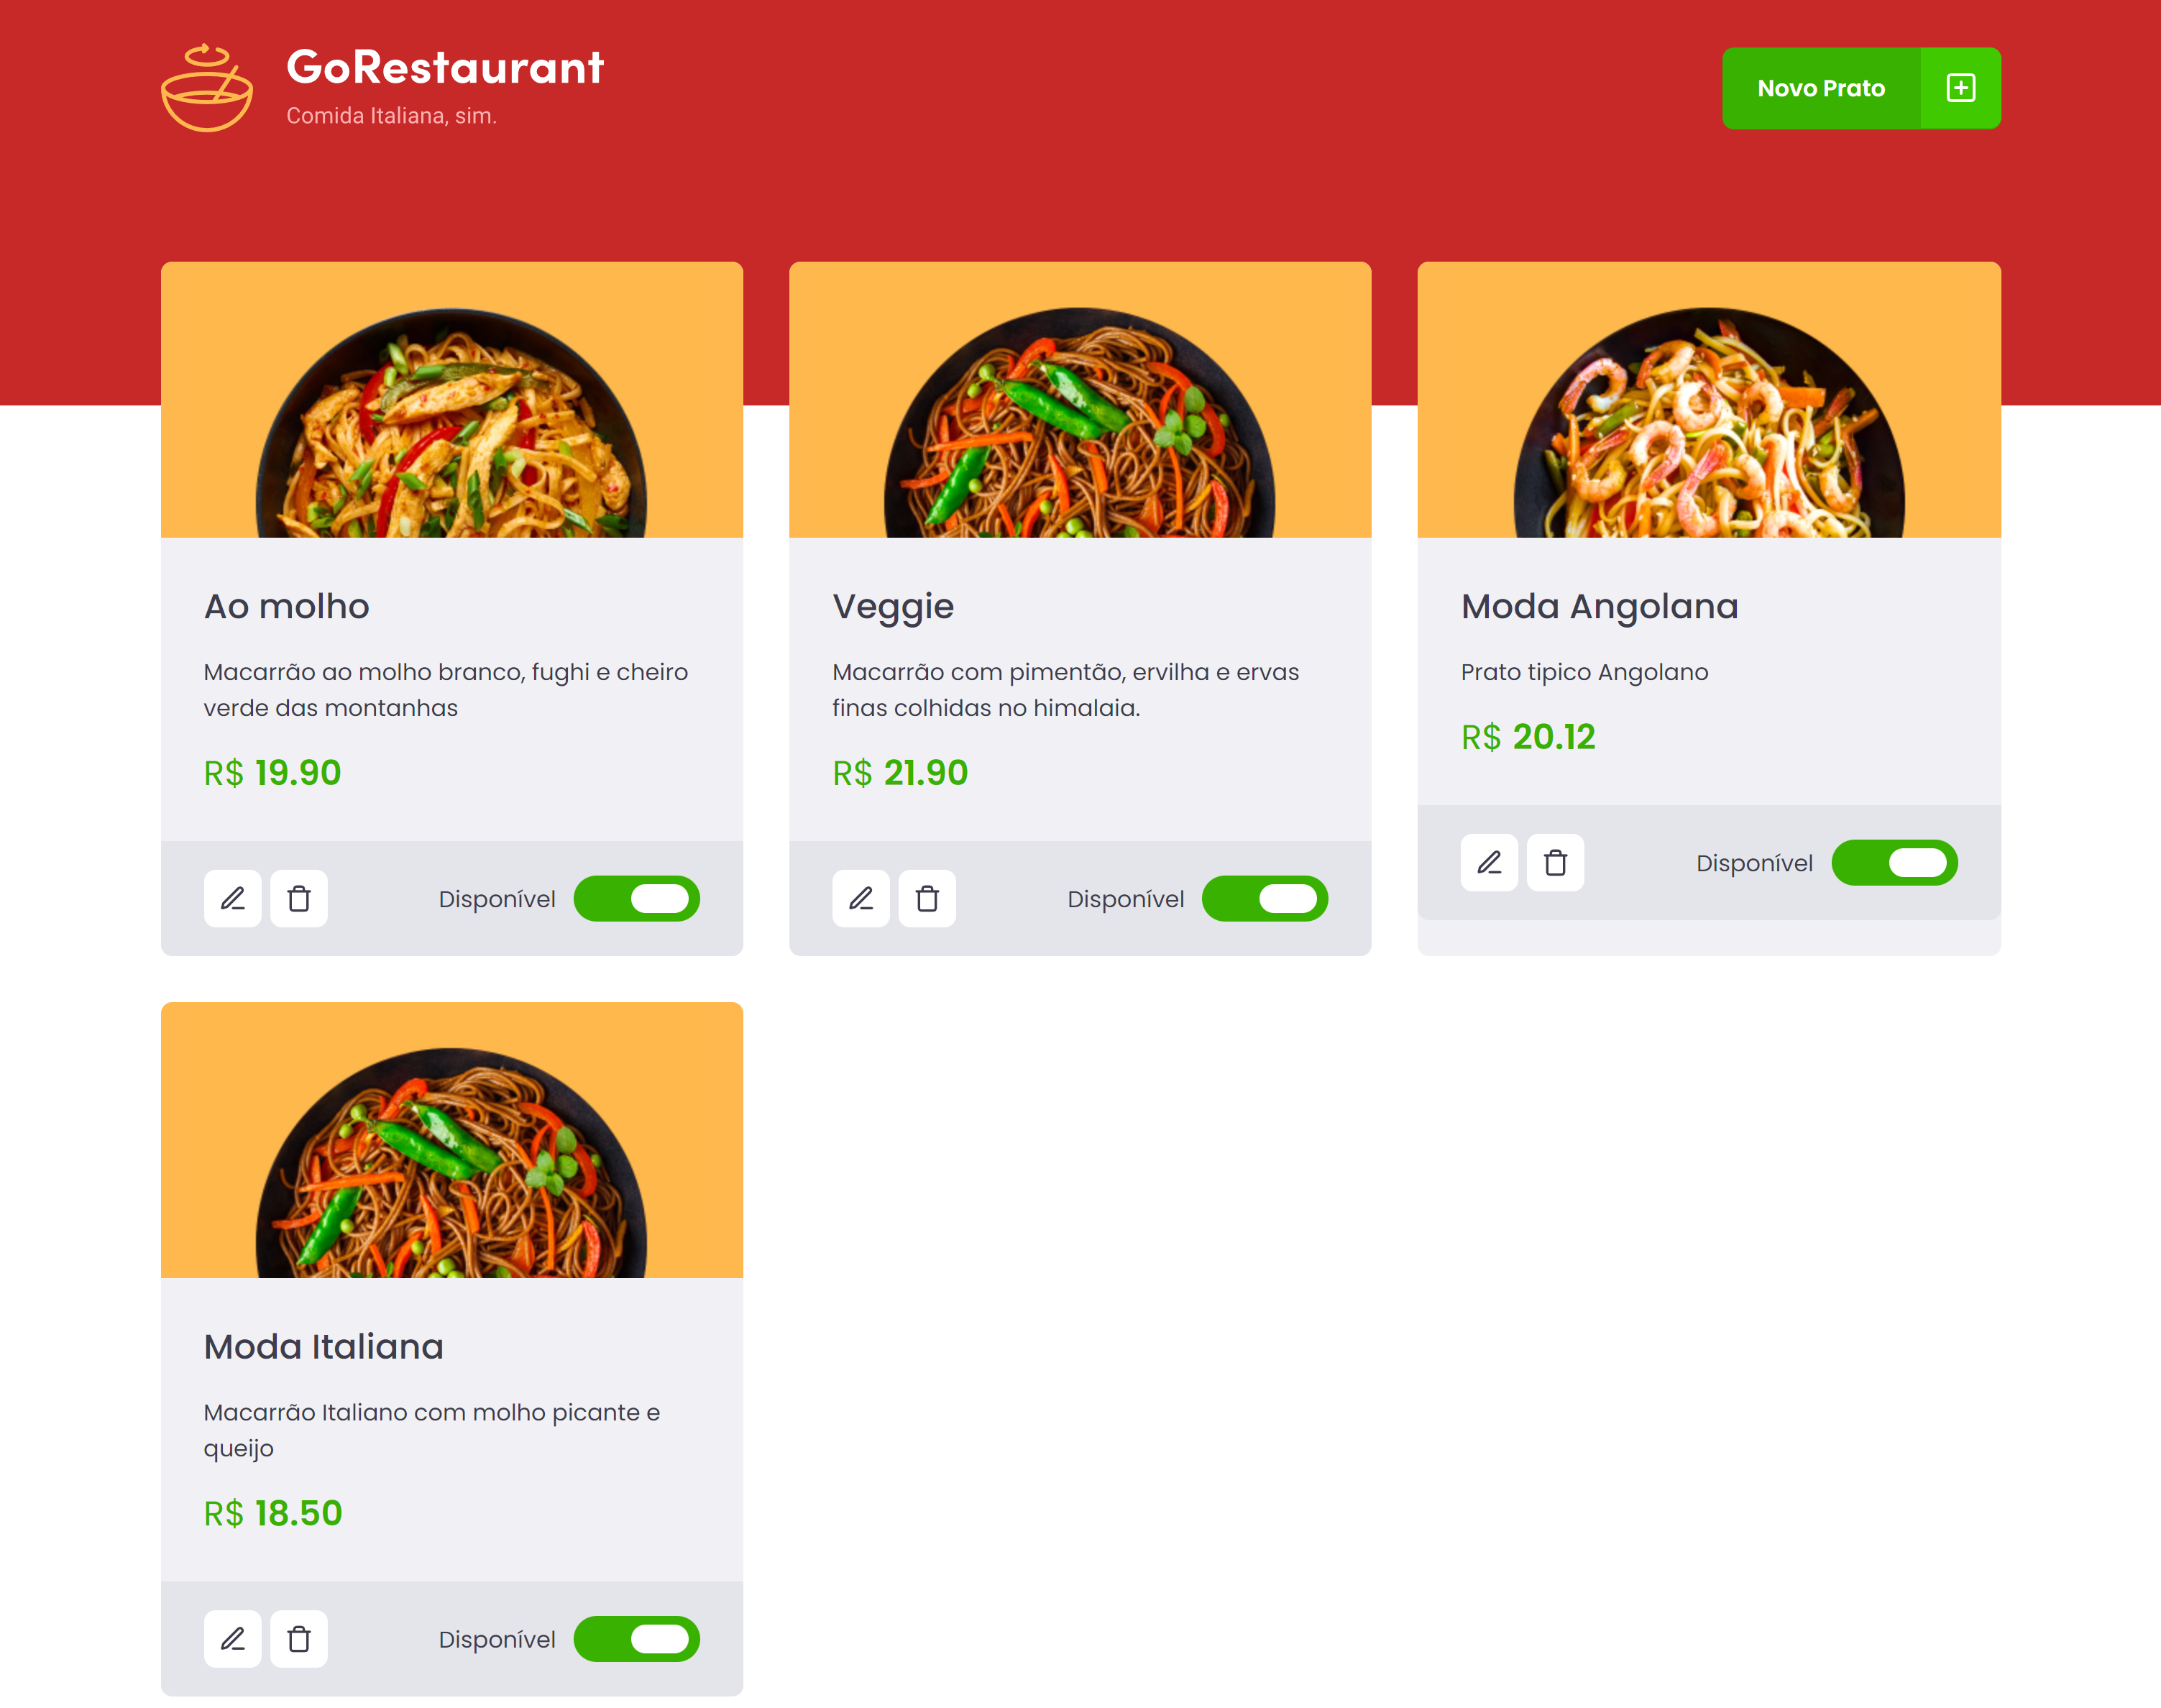 GoRestaurant
Comida Italiana, sim.
Novo Prato
Ao molho
Macarrão ao molho branco, fughi e cheiro
verde das montanhas
R$ 19.90
Disponível
Veggie
Macarrão com pimentão, ervilha e ervas
finas colhidas no himalaia.
R$ 21.90
Disponível
Moda Angolana
Prato tipico Angolano
R$ 20.12
Disponível
Moda Italiana
Macarrão Italiano com molho picante e
queijo
R$ 18.50
Disponível